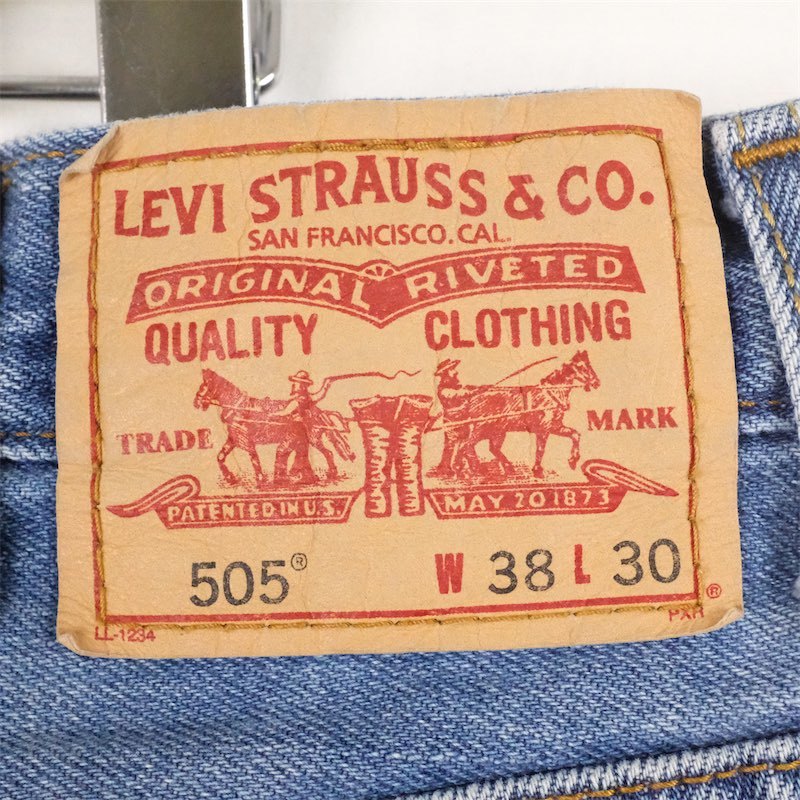 LEVI STRAUSS & CO.
SAN FRANCISCO. CAL.
ORIGINAL RIVETED
QUALITY CLOTHING
TRADE MARK
PATENTED IN U.S. MAY 20 1873
505® W 38 L 30
LL-1234 ®